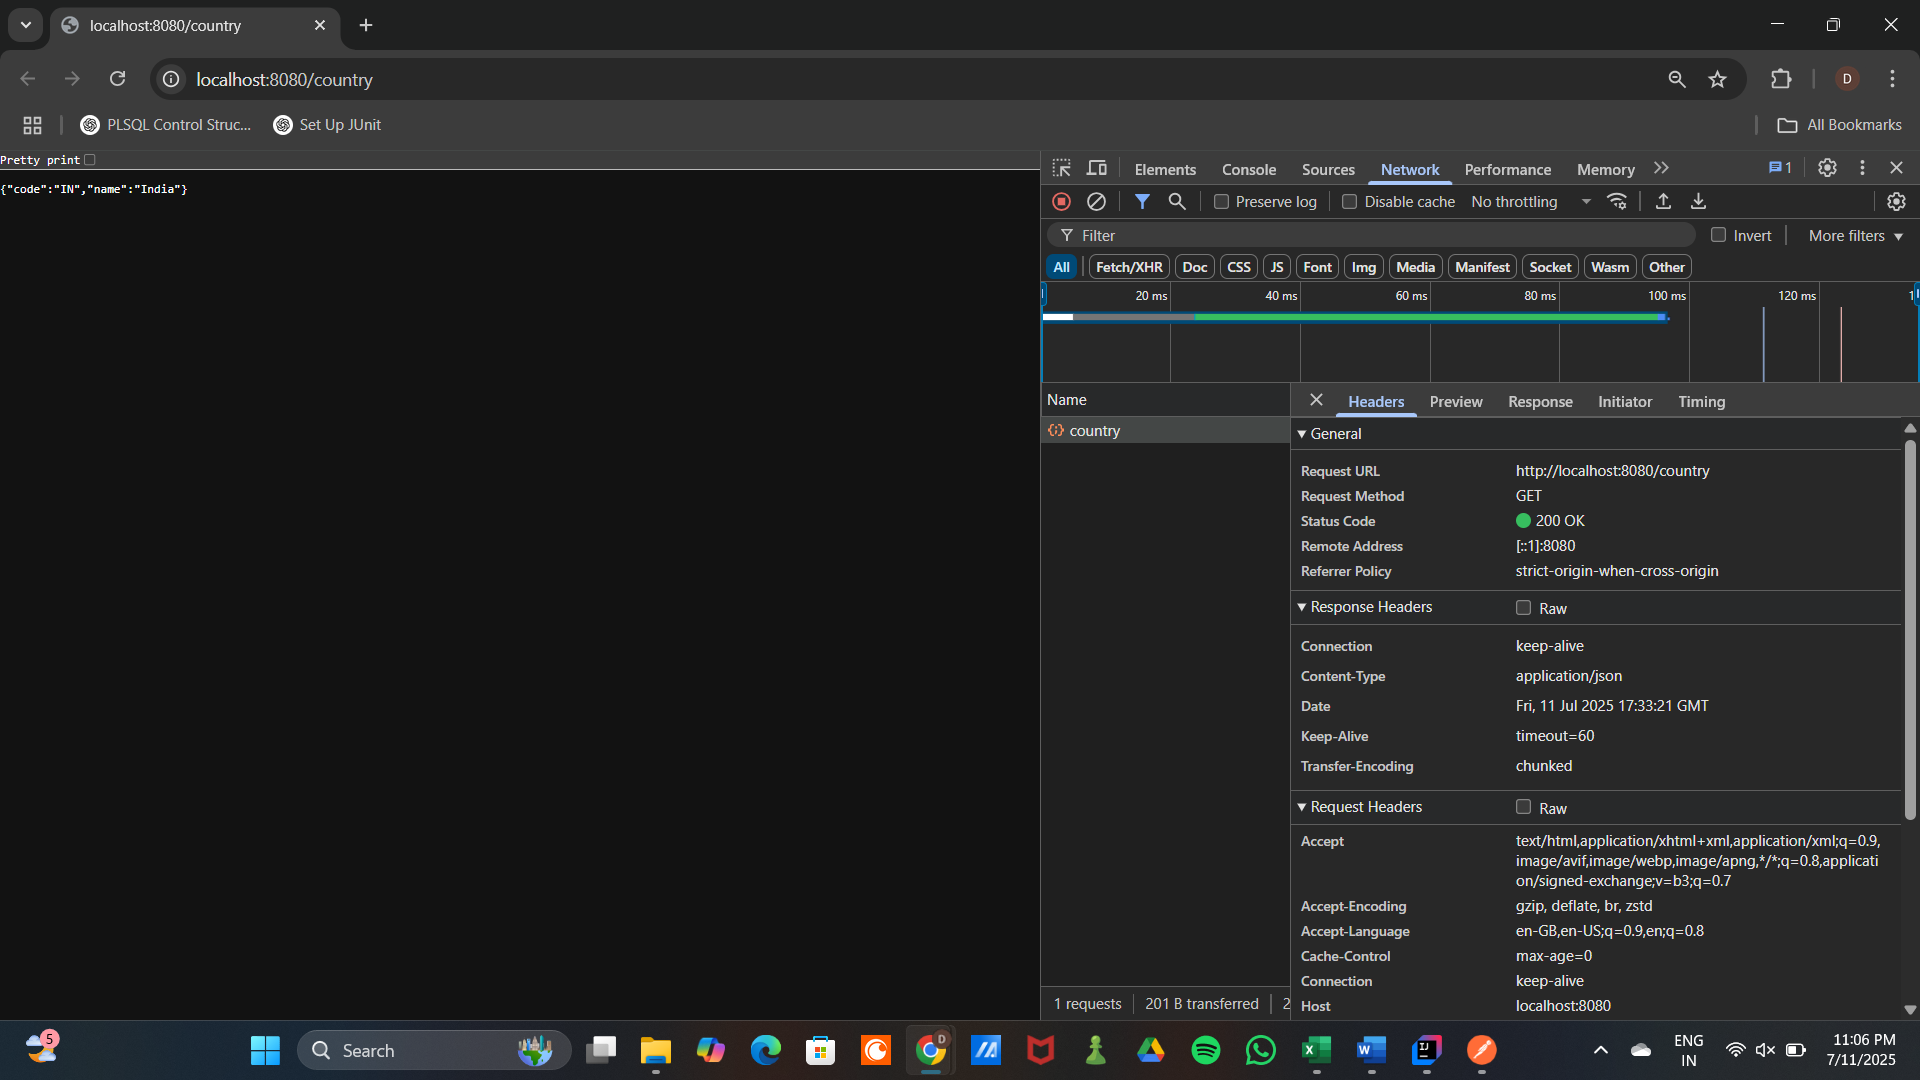 localhost:8080/country
localhost:8080/country
PLSQL Control Struc...
Set Up JUnit
All Bookmarks
D
Pretty print
{"code":"IN","name":"India"}
Elements Console Sources Network Performance Memory 1
Preserve log Disable cache No throttling
Filter Invert More filters
All Fetch/XHR Doc CSS JS Font Img Media Manifest Socket Wasm Other
20 ms 40 ms 60 ms 80 ms 100 ms 120 ms 1
Name
country
Headers Preview Response Initiator Timing
General
Request URL http://localhost:8080/country
Request Method GET
Status Code 200 OK
Remote Address [::1]:8080
Referrer Policy strict-origin-when-cross-origin
Response Headers Raw
Connection keep-alive
Content-Type application/json
Date Fri, 11 Jul 2025 17:33:21 GMT
Keep-Alive timeout=60
Transfer-Encoding chunked
Request Headers Raw
Accept text/html,application/xhtml+xml,application/xml;q=0.9,
image/avif,image/webp,image/apng,*/*;q=0.8,applicati
on/signed-exchange;v=b3;q=0.7
Accept-Encoding gzip, deflate, br, zstd
Accept-Language en-GB,en-US;q=0.9,en;q=0.8
Cache-Control max-age=0
Connection keep-alive
Host localhost:8080
1 requests 201 B transferred 2
5
Search
D
W
IJ
ENG
IN
11:06 PM
7/11/2025